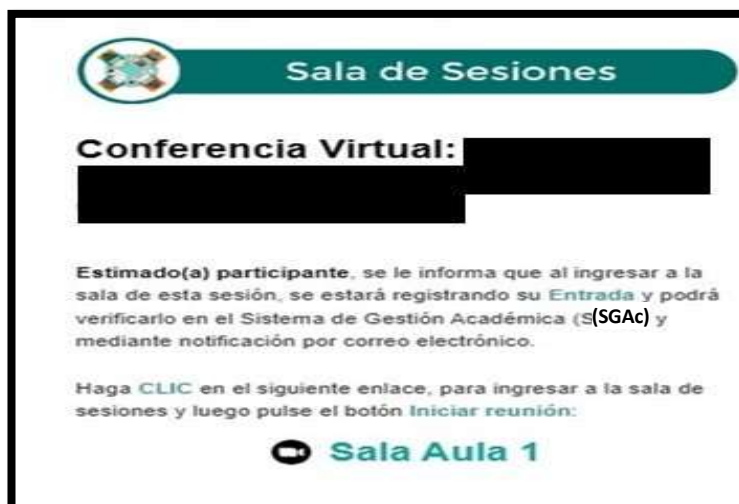 Sala de Sesiones
Conferencia Virtual:
Estimado(a) participante, se le informa que al ingresar a la
sala de esta sesión, se estará registrando su Entrada y podrá
verificarlo en el Sistema de Gestión Académica (S(SGAc) y
mediante notificación por correo electrónico.
Haga CLIC en el siguiente enlace, para ingresar a la sala de
sesiones y luego pulse el botón Iniciar reunión:
Sala Aula 1